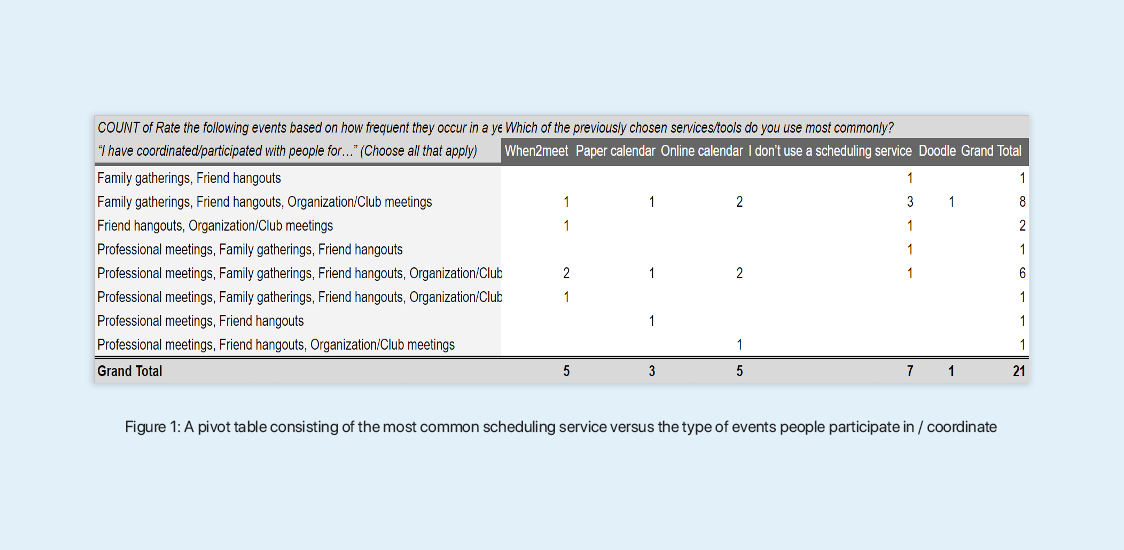 COUNT of Rate the following events based on how frequent they occur in a ye Which of the previously chosen services/tools do you use most commonly?
“I have coordinated/participated with people for…” (Choose all that apply) When2meet Paper calendar Online calendar I don’t use a scheduling service Doodle Grand Total
Family gatherings, Friend hangouts 1 1
Family gatherings, Friend hangouts, Organization/Club meetings 1 1 2 3 1 8
Friend hangouts, Organization/Club meetings 1 1 2
Professional meetings, Family gatherings, Friend hangouts 1 1
Professional meetings, Family gatherings, Friend hangouts, Organization/Club 2 1 2 1 6
Professional meetings, Family gatherings, Friend hangouts, Organization/Club 1 1
Professional meetings, Friend hangouts 1 1
Professional meetings, Friend hangouts, Organization/Club meetings 1 1
Grand Total 5 3 5 7 1 21
Figure 1: A pivot table consisting of the most common scheduling service versus the type of events people participate in / coordinate